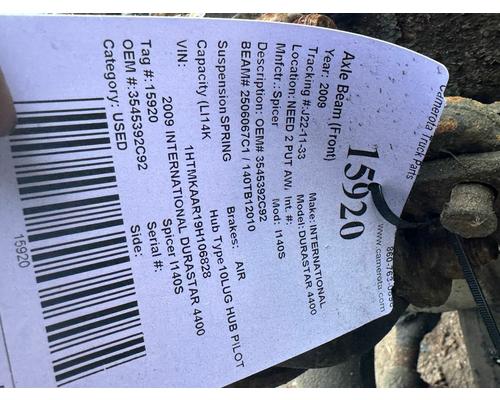 Camerota Truck Parts
www.camerota.com
15920
Axle Beam (Front)
Year: 2009 Make: INTERNATIONAL
Tracking #:J22-11-33 Model: DURASTAR 4400
Location:NEED 2 PUT AW. Int. #:
Mnfctr.:Spicer Mod: I140S
Description: OEM# 3545392C92
BEAM# 2506067C1 / 140TB12010
Suspension SPRING Brakes: AIR
Capacity (L)14K Hub Type:10LUG HUB PILOT
VIN: 1HTMKAAR19H106828
2009 INTERNATIONAL DURASTAR 4400
Spicer I140S
Tag #: 15920 Serial #:
OEM #:3545392C92 Side:
Category: USED
15920